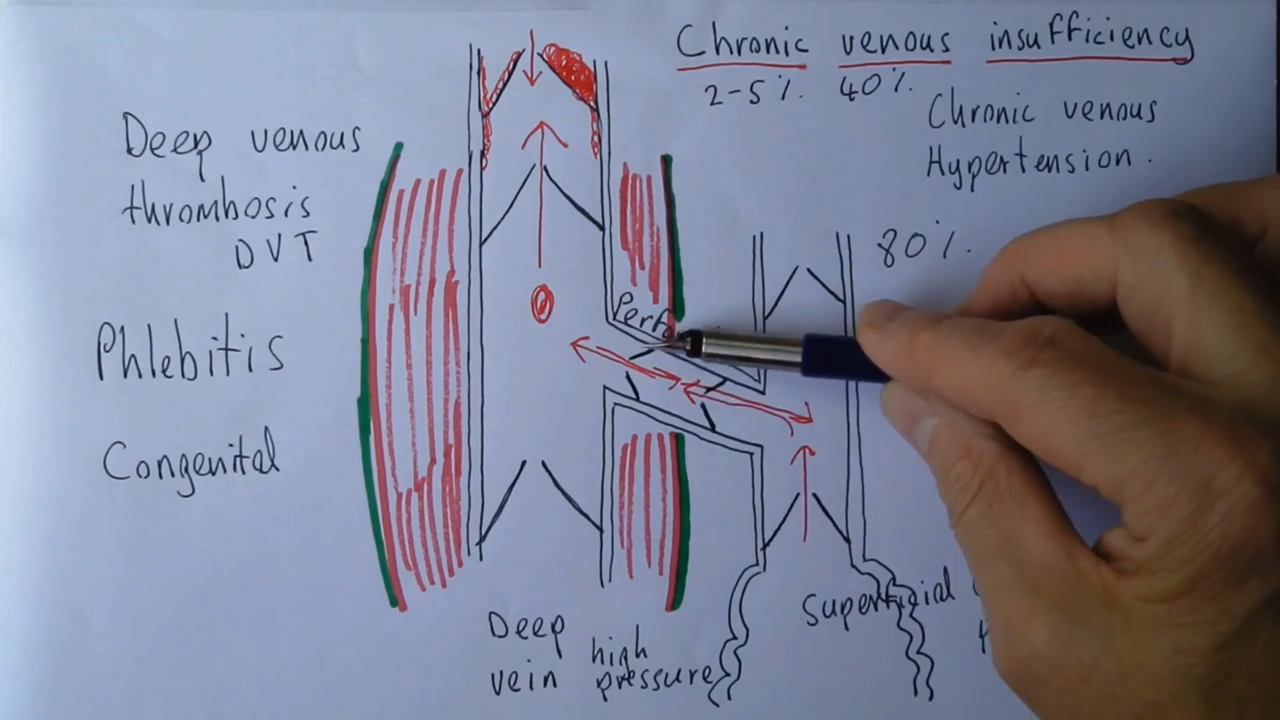 Chronic venous insufficiency
2-5%. 40%.
Chronic venous
Hypertension.
Deep venous
thrombosis
DVT
80%.
Perfo
Phlebitis
Congenital
Superficial
Deep
vein
high
pressure